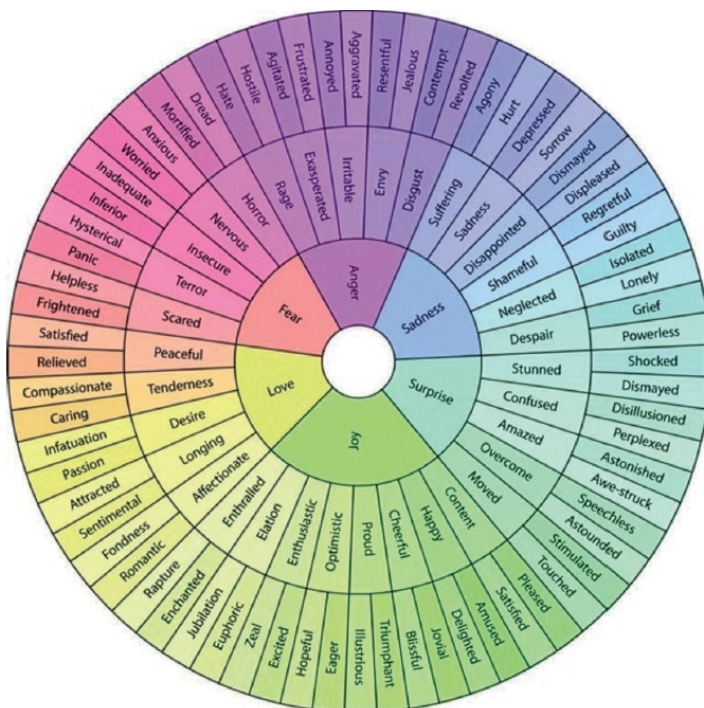 Anger
Sadness
Surprise
Joy
Love
Fear
Rage
Exasperated
Irritable
Envy
Disgust
Suffering
Sadness
Disappointed
Shameful
Neglected
Despair
Stunned
Confused
Amazed
Overcome
Moved
Content
Happy
Cheerful
Proud
Optimistic
Enthusiastic
Elation
Enthralled
Affectionate
Longing
Desire
Tenderness
Peaceful
Scared
Terror
Insecure
Nervous
Horror
Hate
Hostile
Agitated
Frustrated
Annoyed
Aggravated
Resentful
Jealous
Contempt
Revolted
Agony
Hurt
Depressed
Sorrow
Dismayed
Displeased
Regretful
Guilty
Isolated
Lonely
Grief
Powerless
Shocked
Dismayed
Disillusioned
Perplexed
Astonished
Awe-struck
Speechless
Astounded
Stimulated
Touched
Pleased
Satisfied
Amused
Delighted
Jovial
Blissful
Triumphant
Illustrious
Eager
Hopeful
Excited
Zeal
Euphoric
Jubilation
Enchanted
Rapture
Romantic
Fondness
Sentimental
Attracted
Passion
Infatuation
Caring
Compassionate
Relieved
Satisfied
Frightened
Helpless
Panic
Hysterical
Inferior
Inadequate
Worried
Anxious
Mortified
Dread